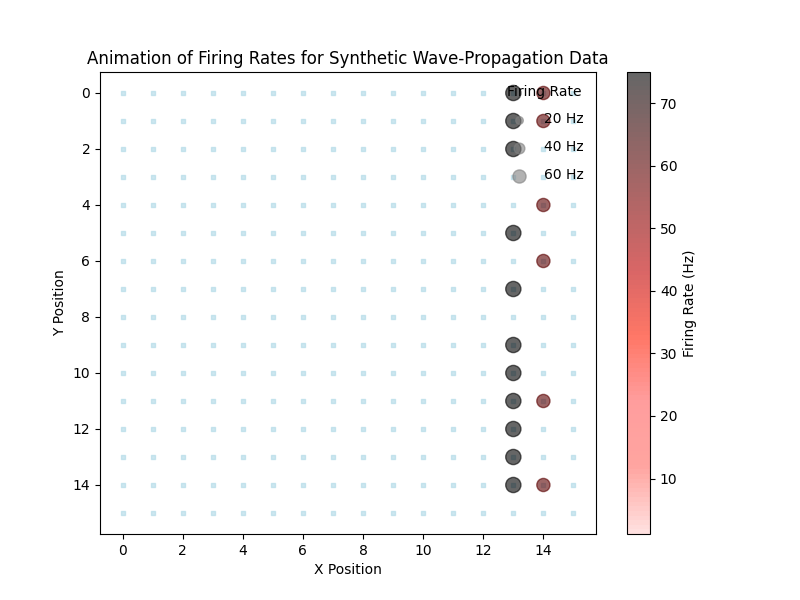 Animation of Firing Rates for Synthetic Wave-Propagation Data
Firing Rate
20 Hz
40 Hz
60 Hz
0
2
4
6
8
10
12
14
Y Position
0 2 4 6 8 10 12 14
X Position
70
60
50
40
30
20
10
Firing Rate (Hz)